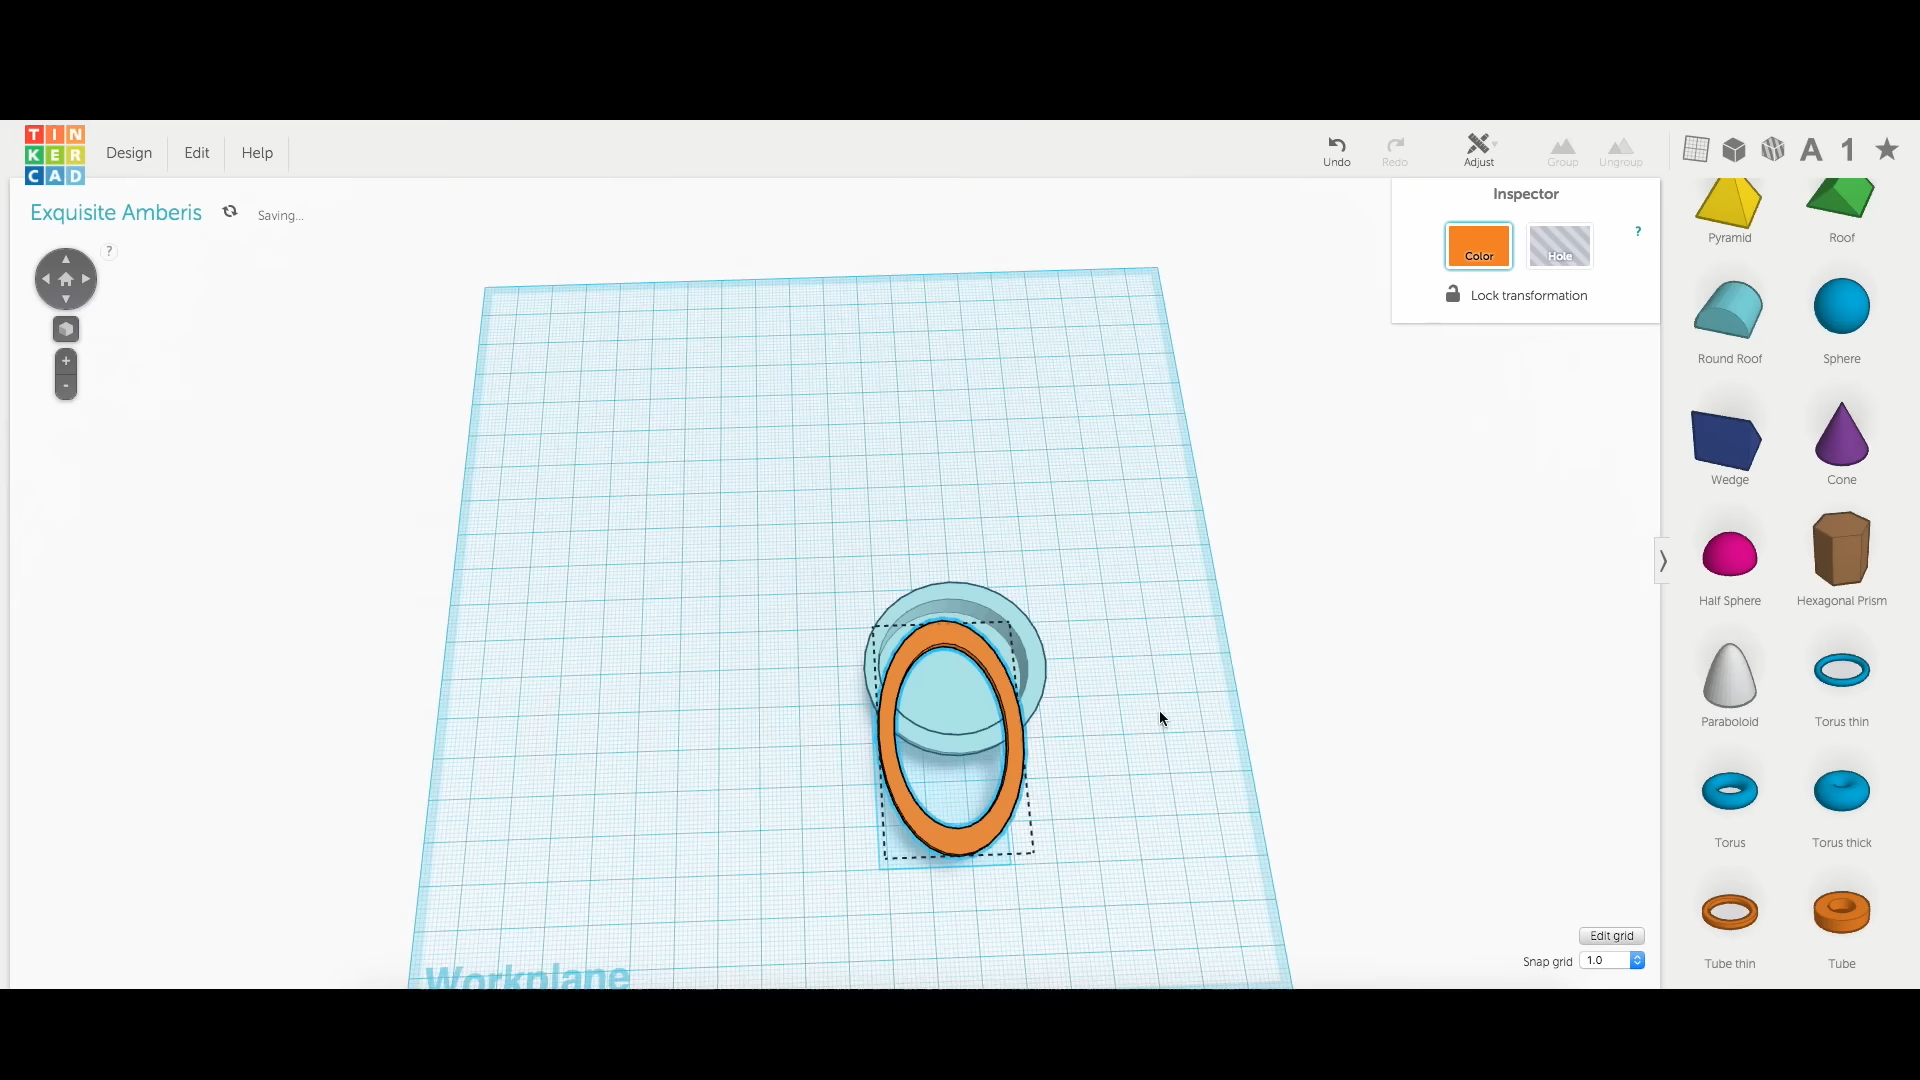 TIN
KER
CAD
Design
Edit
Help
Undo
Redo
Adjust
Group
Ungroup
A
1
Exquisite Amberis
Saving...
?
+
-
Inspector
Color
Hole
?
Lock transformation
Pyramid
Roof
Round Roof
Sphere
Wedge
Cone
Half Sphere
Hexagonal Prism
Paraboloid
Torus thin
Torus
Torus thick
Tube thin
Tube
Edit grid
Snap grid
1.0
Workplane